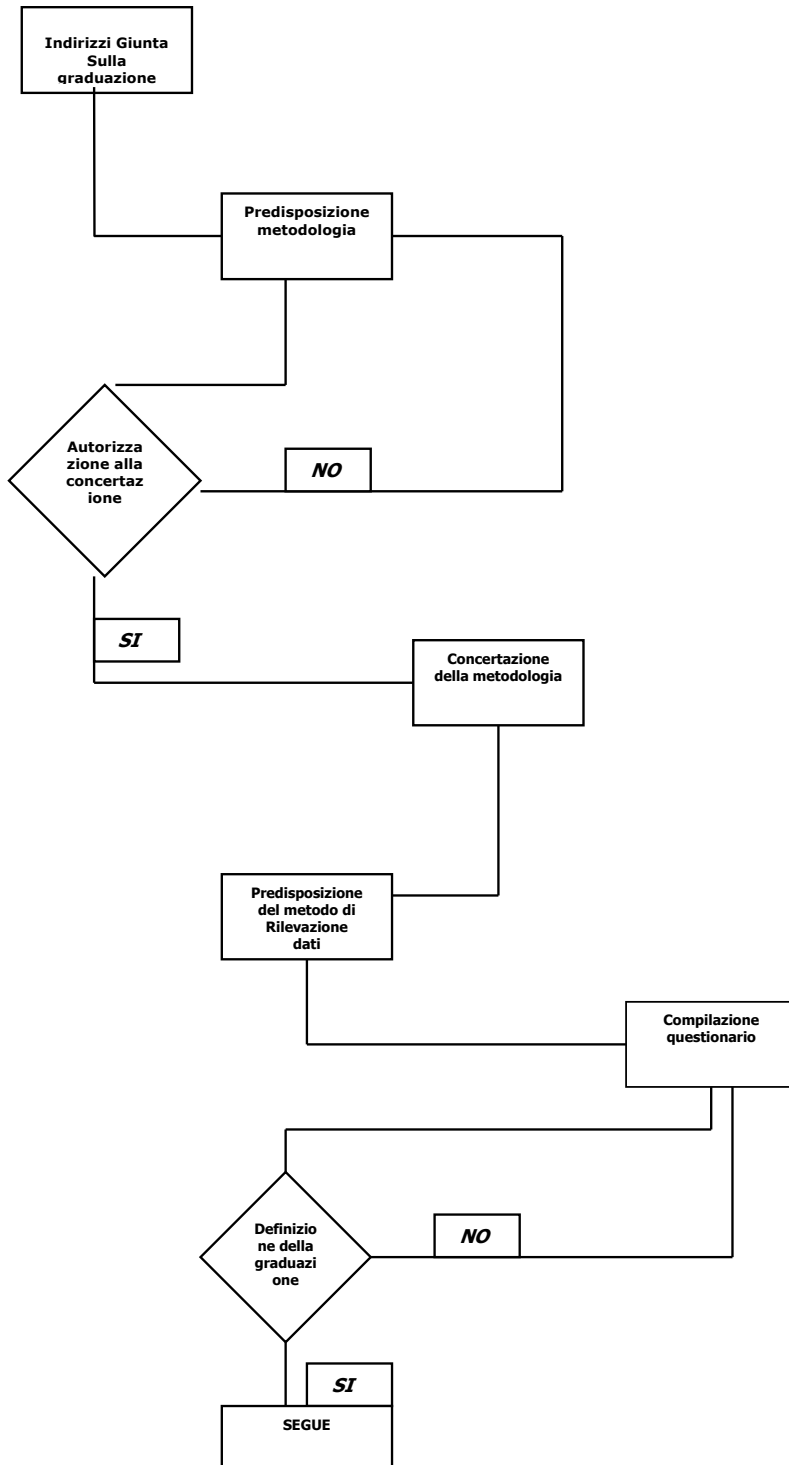 Indirizzi Giunta
Sulla
graduazione
Predisposizione
metodologia
Autorizza
zione alla
concertaz
ione
NO
SI
Concertazione
della metodologia
Predisposizione
del metodo di
Rilevazione
dati
Compilazione
questionario
Definizio
ne della
graduazi
one
NO
SI
SEGUE